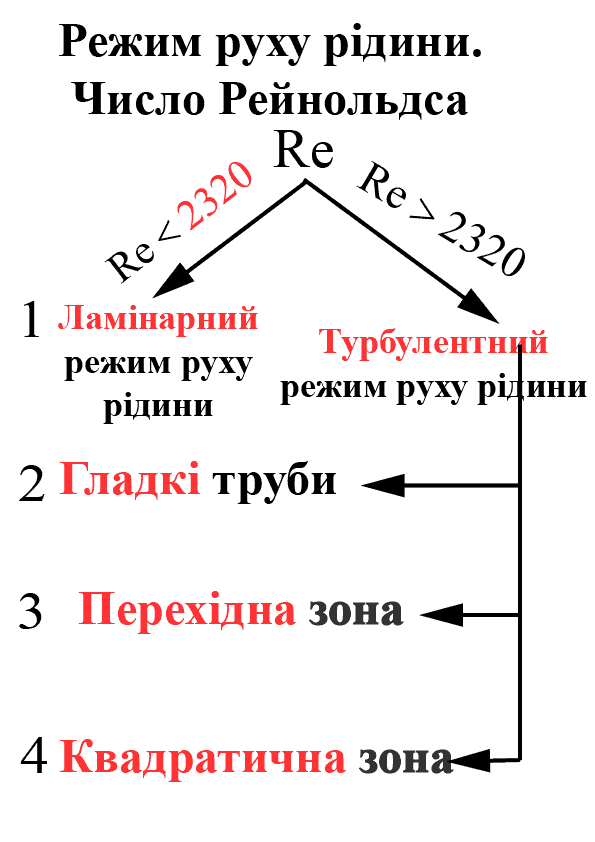 Режим руху рідини.
Число Рейнольдса
Re
Re < 2320
Re > 2320
1 Ламінарний
режим руху
рідини
Турбулентний
режим руху рідини
2 Гладкі труби
3 Перехідна зона
4 Квадратична зона